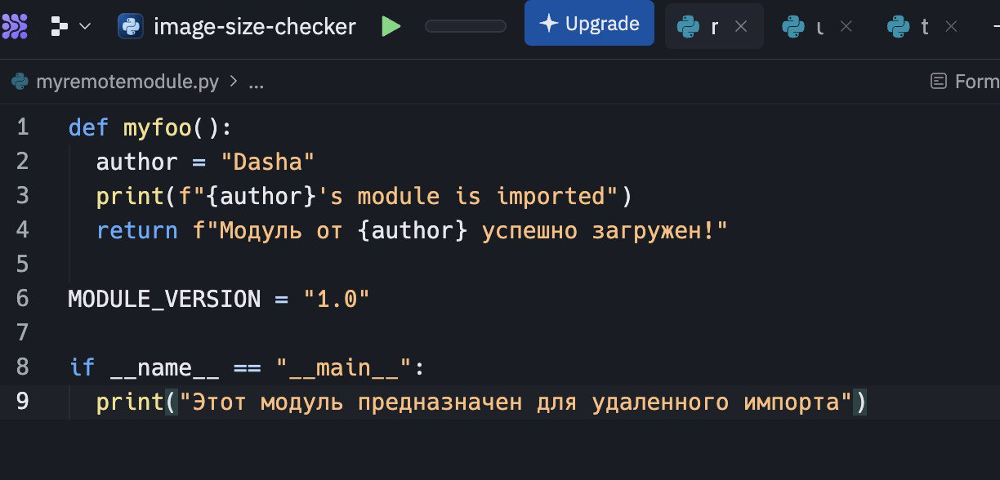 image-size-checker
Upgrade
r
t
myremotemodule.py > ...
Form
1 def myfoo():
2   author = "Dasha"
3   print(f"{author}'s module is imported")
4   return f"Модуль от {author} успешно загружен!"
5
6 MODULE_VERSION = "1.0"
7
8 if __name__ == "__main__":
9   print("Этот модуль предназначен для удаленного импорта")